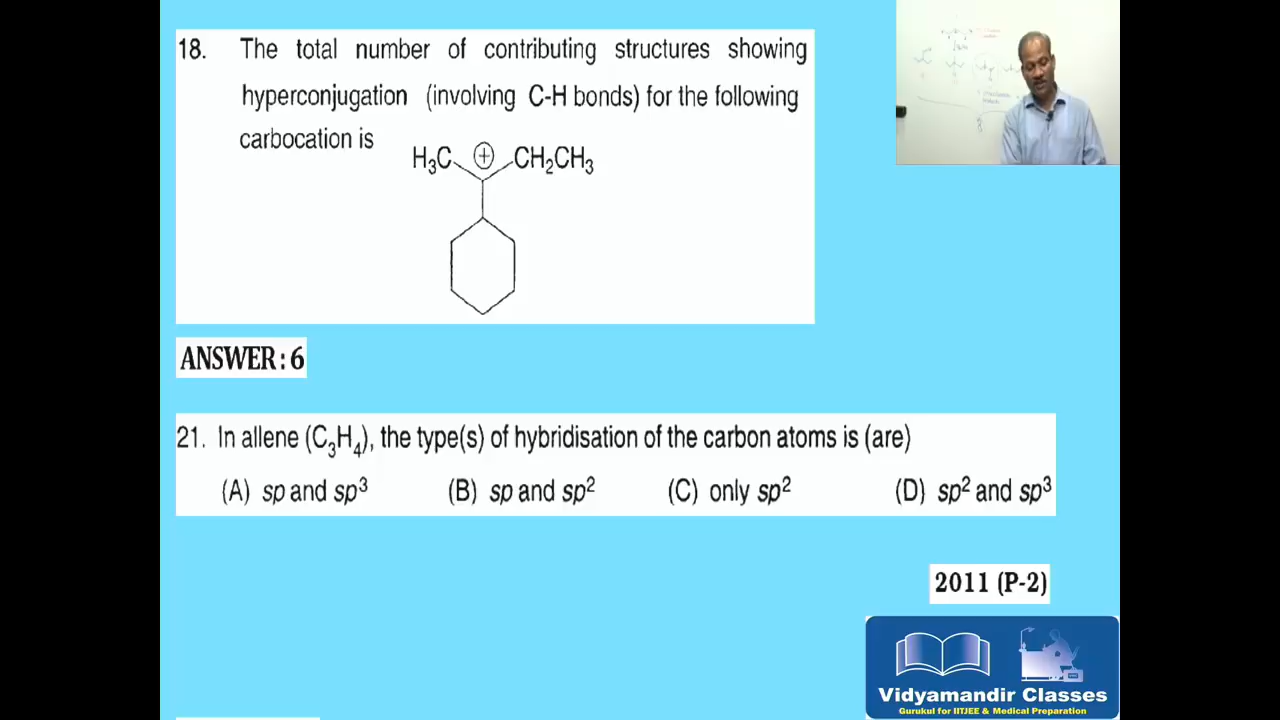 18. The total number of contributing structures showing
hyperconjugation (involving C-H bonds) for the following
carbocation is
H₃C ⊕ CH₂CH₃
ANSWER : 6
21. In allene (C₃H₄), the type(s) of hybridisation of the carbon atoms is (are)
(A) sp and sp³ (B) sp and sp² (C) only sp² (D) sp² and sp³
2011 (P-2)
Vidyamandir Classes
Gurukul for IITJEE & Medical Preparation